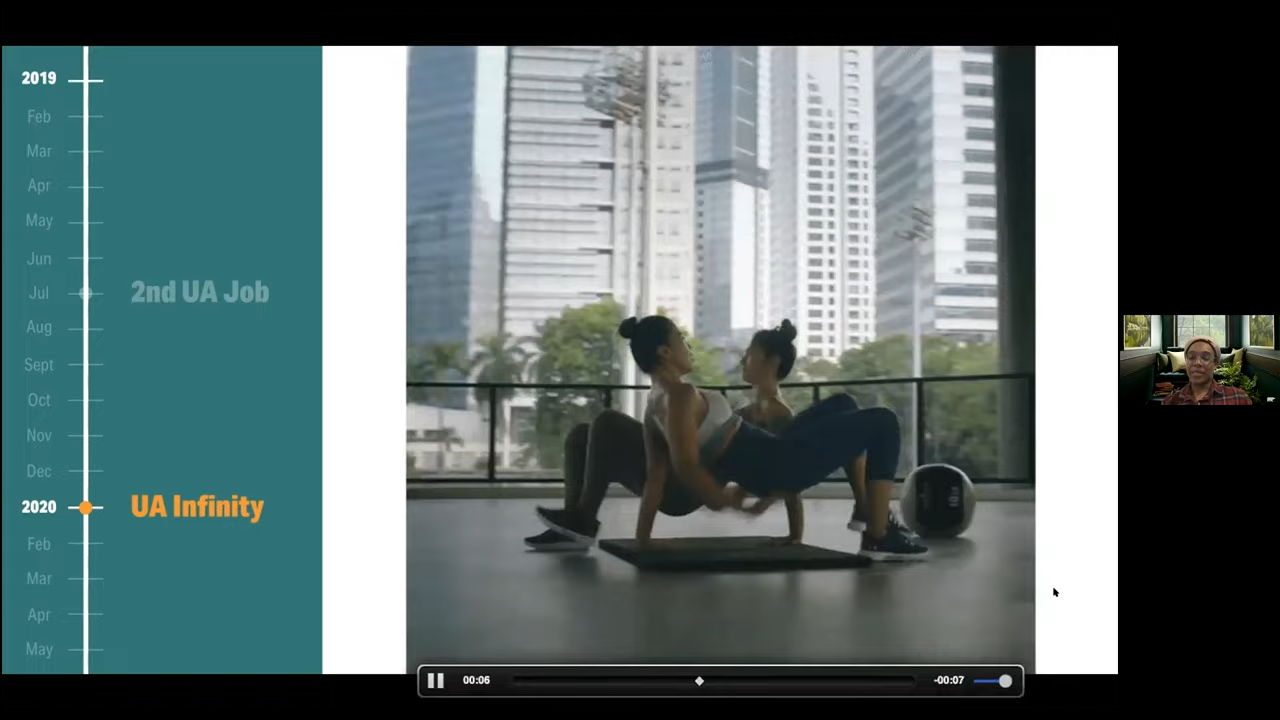 2019
Feb
Mar
Apr
May
Jun
Jul
2nd UA Job
Aug
Sept
Oct
Nov
Dec
2020
UA Infinity
Feb
Mar
Apr
May
00:06
-00:07